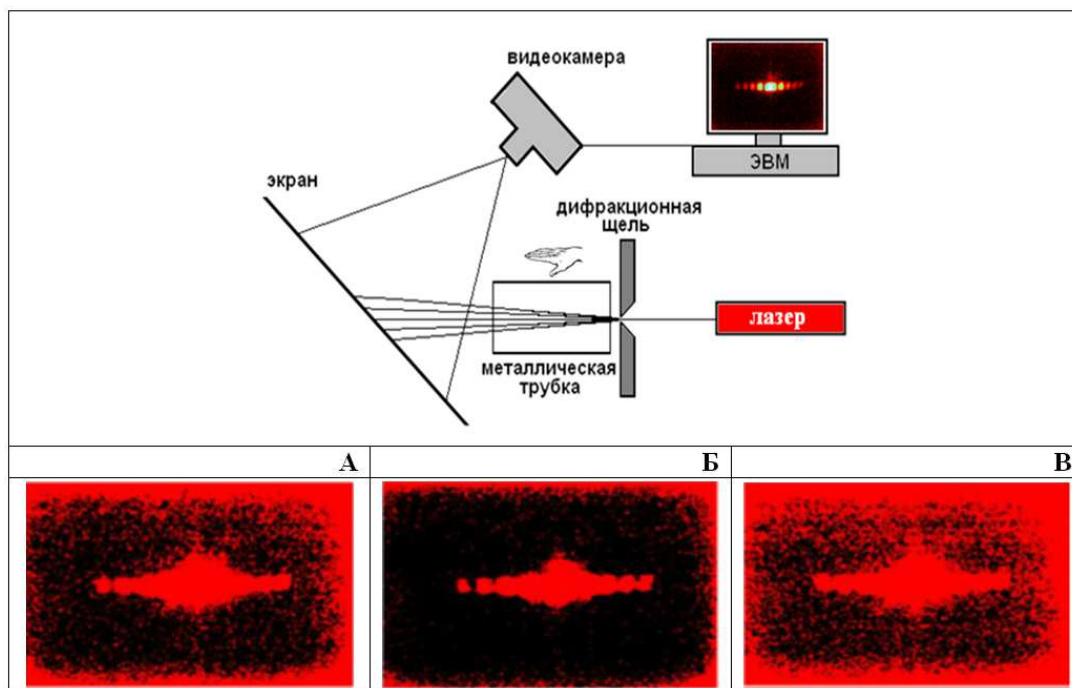 видеокамера
ЭВМ
экран
дифракционная
щель
лазер
металлическая
трубка
А
Б
В